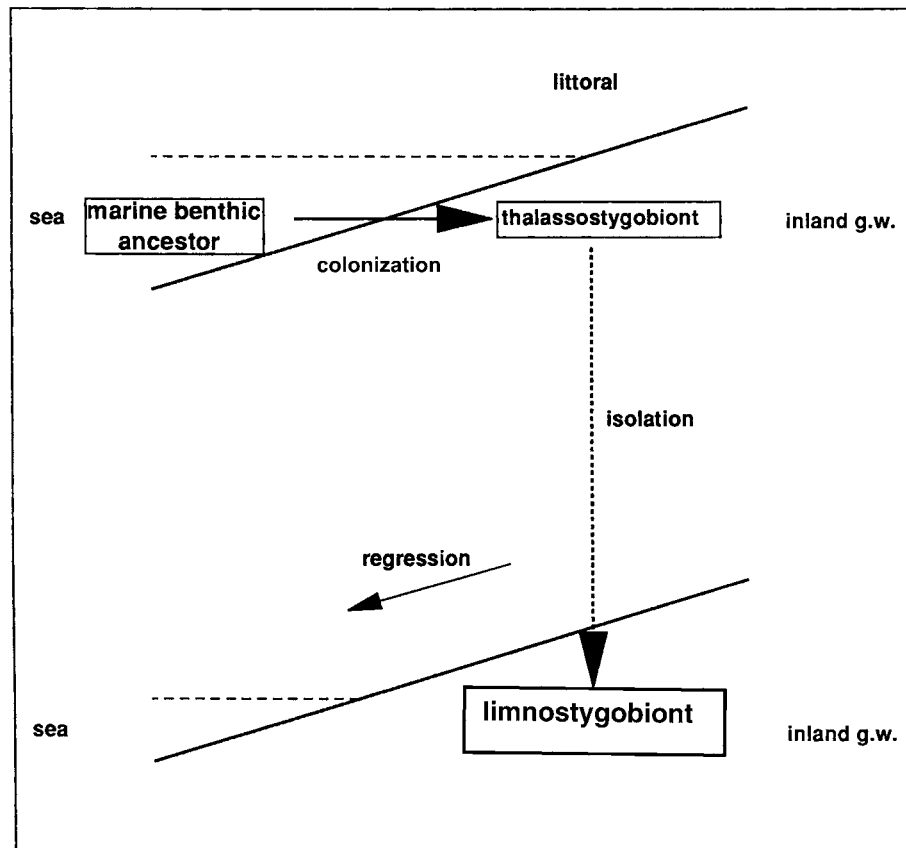 littoral
sea
marine benthic
ancestor
thalassostygobiont
inland g.w.
colonization
isolation
regression
limnostygobiont
sea
inland g.w.